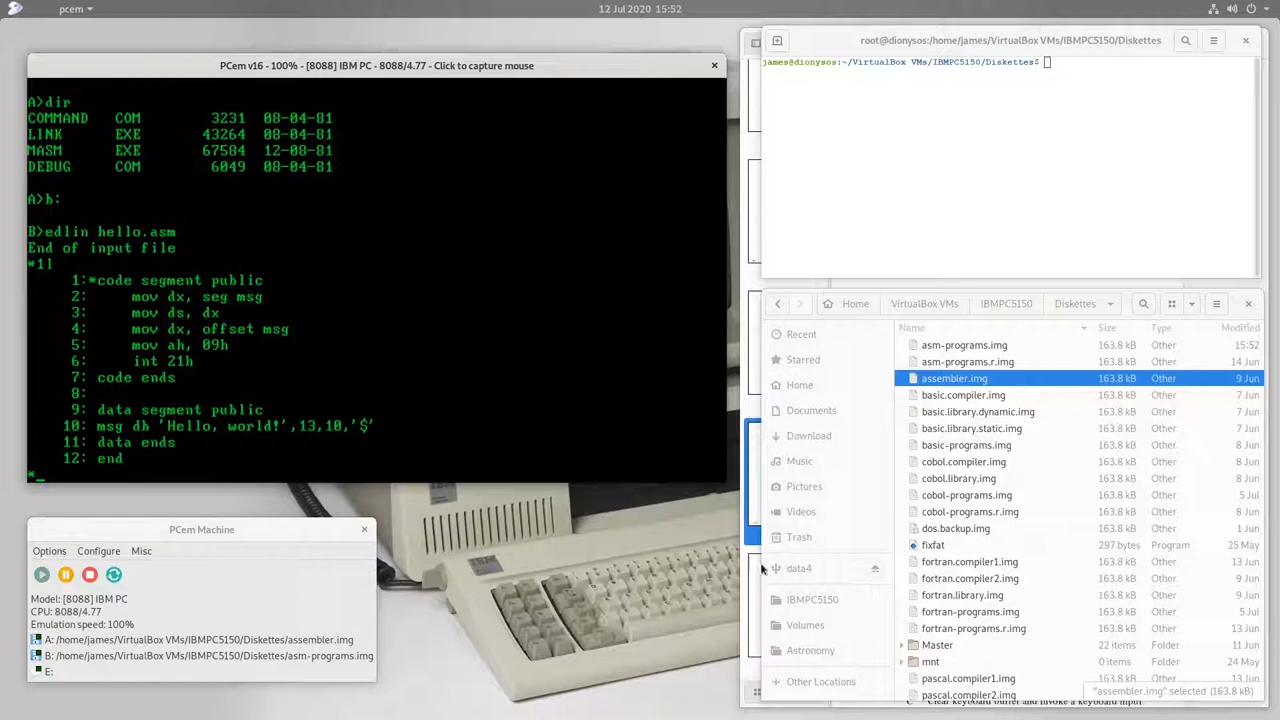 pcem
12 Jul 2020  15:52
PCem v16 - 100% - [8088] IBM PC - 8088/4.77 - Click to capture mouse
A>dir
COMMAND  COM  3231  08-04-81
LINK  EXE  43264  08-04-81
MASM  EXE  67584  12-08-81
DEBUG  COM  6049  08-04-81
A>b:
B>edlin hello.asm
End of input file
*1l
1:*code segment public
2:     mov dx, seg msg
3:     mov ds, dx
4:     mov dx, offset msg
5:     mov ah, 09h
6:     int 21h
7: code ends
8:
9: data segment public
10: msg db 'Hello, world!',13,10,'$'
11: data ends
12: end
*_
PCem Machine
Options  Configure  Misc
Model: [8088] IBM PC
CPU: 8088/4.77
Emulation speed: 100%
A: /home/james/VirtualBox VMs/IBMPC5150/Diskettes/assembler.img
B: /home/james/VirtualBox VMs/IBMPC5150/Diskettes/asm-programs.img
E:
root@dionysos:/home/james/VirtualBox VMs/IBMPC5150/Diskettes
james@dionysos:~/VirtualBox VMs/IBMPC5150/Diskettes$
Home  VirtualBox VMs  IBMPC5150  Diskettes
Recent
Starred
Home
Documents
Download
Music
Pictures
Videos
Trash
data4
IBMPC5150
Volumes
Astronomy
Other Locations
Name  Size  Type  Modified
asm-programs.img  163.8 kB  Other  15:52
asm-programs.r.img  163.8 kB  Other  14 Jun
assembler.img  163.8 kB  Other  9 Jun
basic.compiler.img  163.8 kB  Other  7 Jun
basic.library.dynamic.img  163.8 kB  Other  7 Jun
basic.library.static.img  163.8 kB  Other  7 Jun
basic-programs.img  163.8 kB  Other  8 Jun
cobol.compiler.img  163.8 kB  Other  8 Jun
cobol.library.img  163.8 kB  Other  8 Jun
cobol-programs.img  163.8 kB  Other  5 Jul
cobol-programs.r.img  163.8 kB  Other  8 Jun
dos.backup.img  163.8 kB  Other  1 Jun
fixfat  297 bytes  Program  25 May
fortran.compiler1.img  163.8 kB  Other  13 Jun
fortran.compiler2.img  163.8 kB  Other  9 Jun
fortran.library.img  163.8 kB  Other  9 Jun
fortran-programs.img  163.8 kB  Other  5 Jul
fortran-programs.r.img  163.8 kB  Other  13 Jun
Master  22 items  Folder  11 Jun
mnt  0 items  Folder  24 May
pascal.compiler1.img  163.8 kB  Other  13 Jun
pascal.compiler2.img
"assembler.img" selected (163.8 kB)
Clear keyboard buffer and invoke a keyboard input